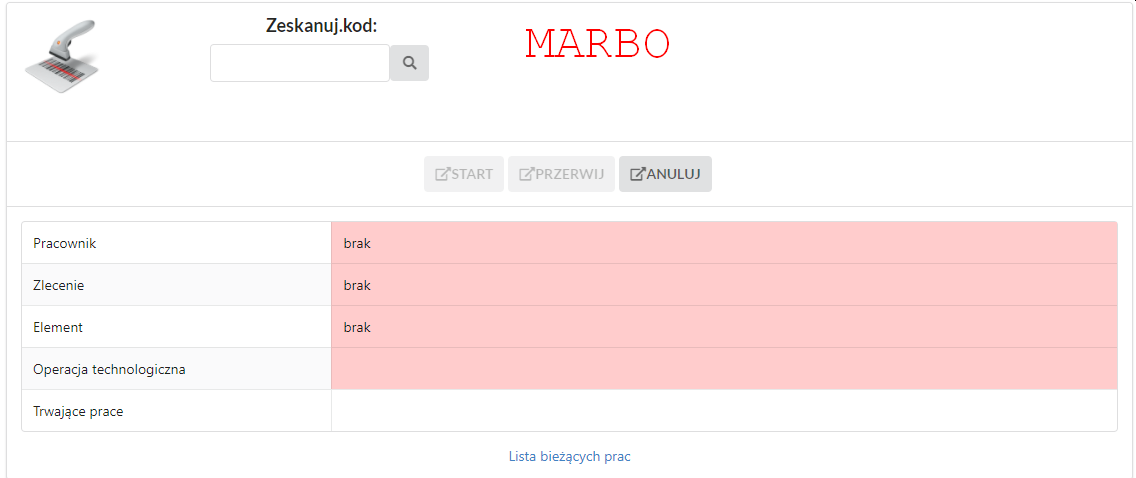 Zeskanuj.kod:
MARBO
START PRZERWIJ ANULUJ
Pracownik brak
Zlecenie brak
Element brak
Operacja technologiczna
Trwające prace
Lista bieżących prac